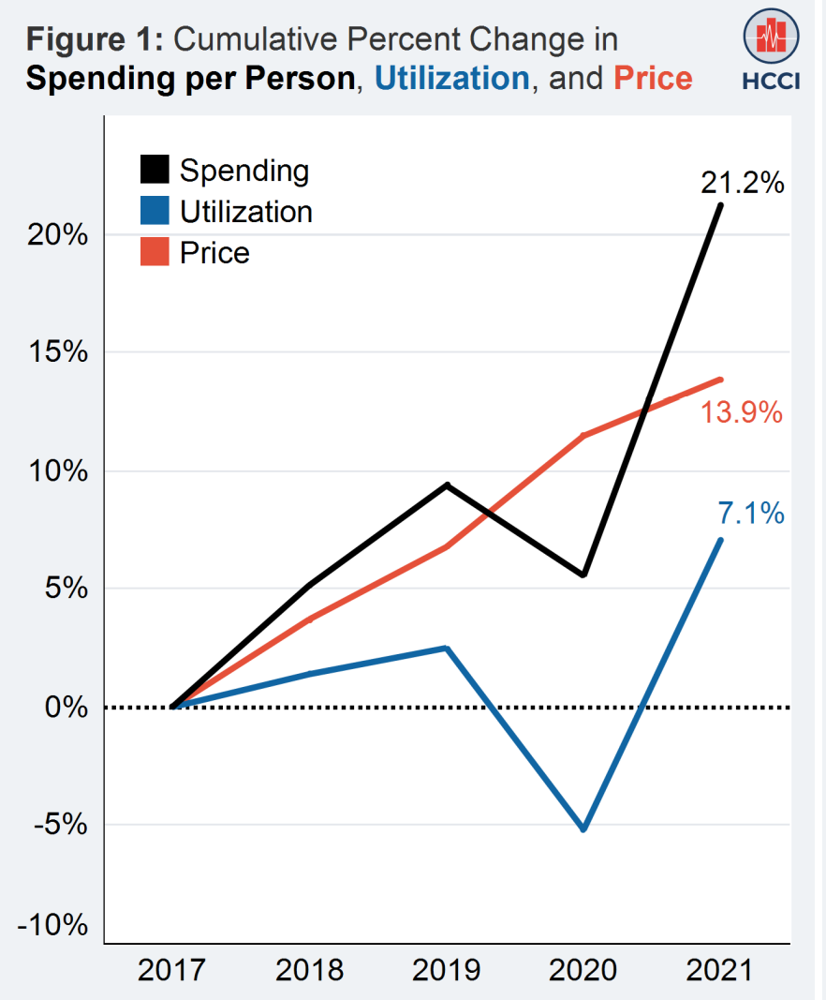 Figure 1: Cumulative Percent Change in
Spending per Person, Utilization, and Price
HCCI
Spending
Utilization
Price
21.2%
13.9%
7.1%
20%
15%
10%
5%
0%
-5%
-10%
2017 2018 2019 2020 2021